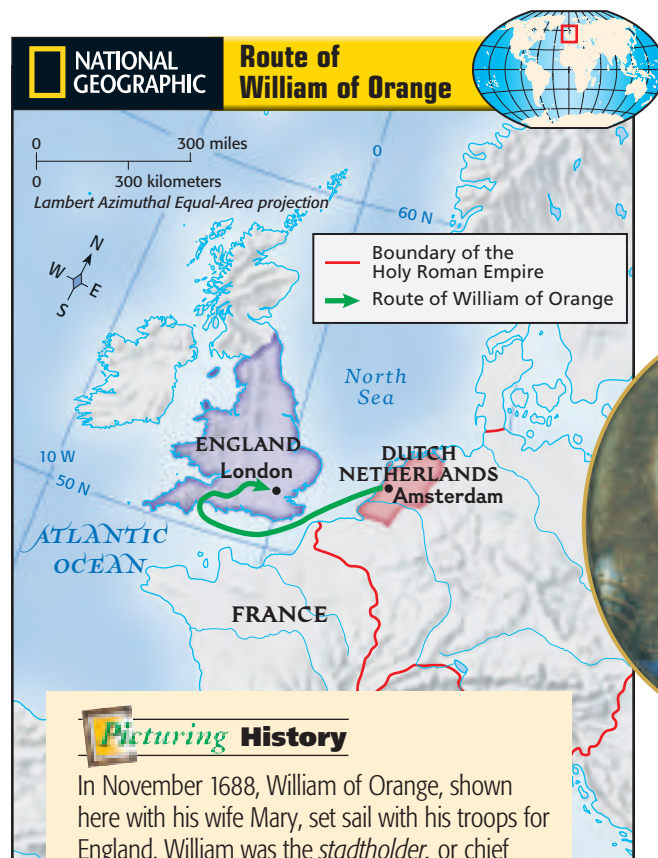 NATIONAL
GEOGRAPHIC
Route of
William of Orange
0 300 miles
0 300 kilometers
Lambert Azimuthal Equal-Area projection
0
60 N
N
W
E
S
Boundary of the
Holy Roman Empire
Route of William of Orange
North
Sea
ENGLAND
London
DUTCH
NETHERLANDS
Amsterdam
10 W
50 N
ATLANTIC
OCEAN
FRANCE
Picturing History
In November 1688, William of Orange, shown
here with his wife Mary, set sail with his troops for
England. William was the stadtholder, or chief